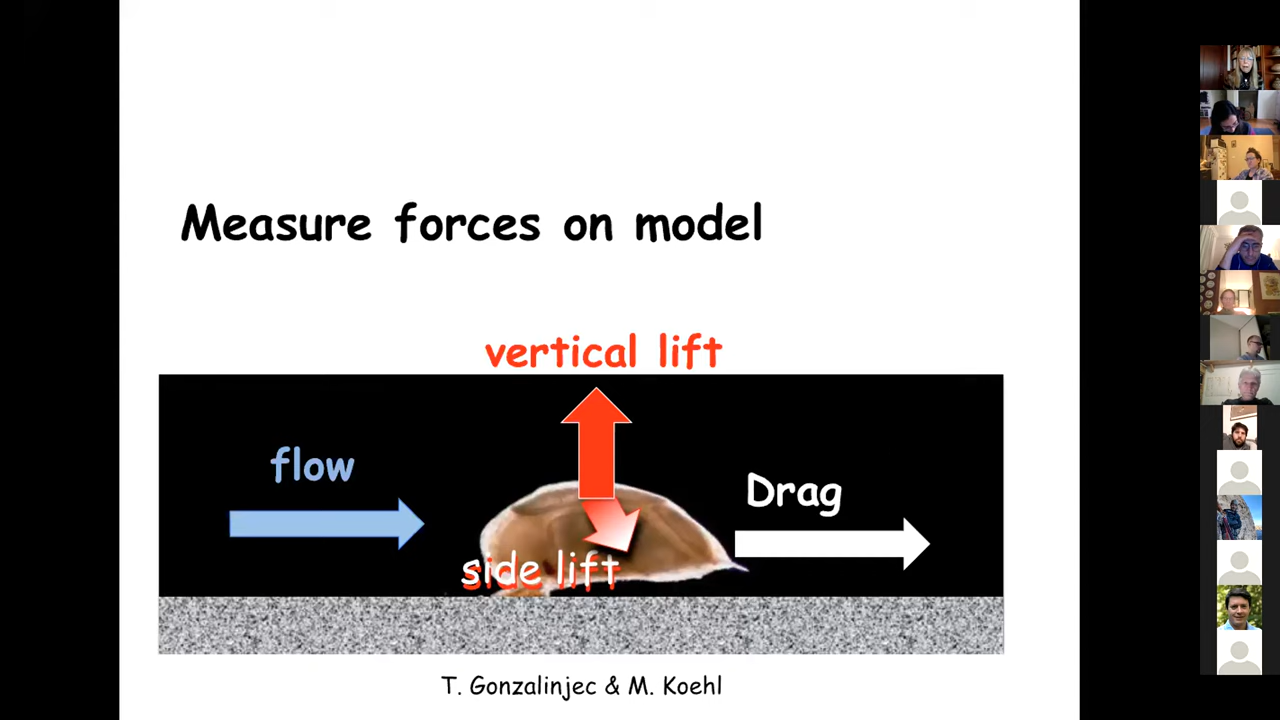 Measure forces on model
vertical lift
flow
Drag
side lift
T. Gonzalinjec & M. Koehl